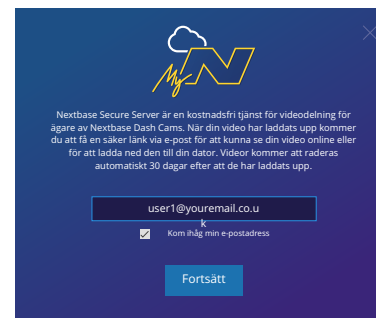 My N
Nextbase Secure Server är en kostnadsfri tjänst för videodelning för
ägare av Nextbase Dash Cams. När din video har laddats upp kommer
du att få en säker länk via e-post för att kunna se din video online eller
för att ladda ned den till din dator. Videor kommer att raderas
automatiskt 30 dagar efter att de har laddats upp.
user1@youremail.co.u
k
Kom ihåg min e-postadress
Fortsätt